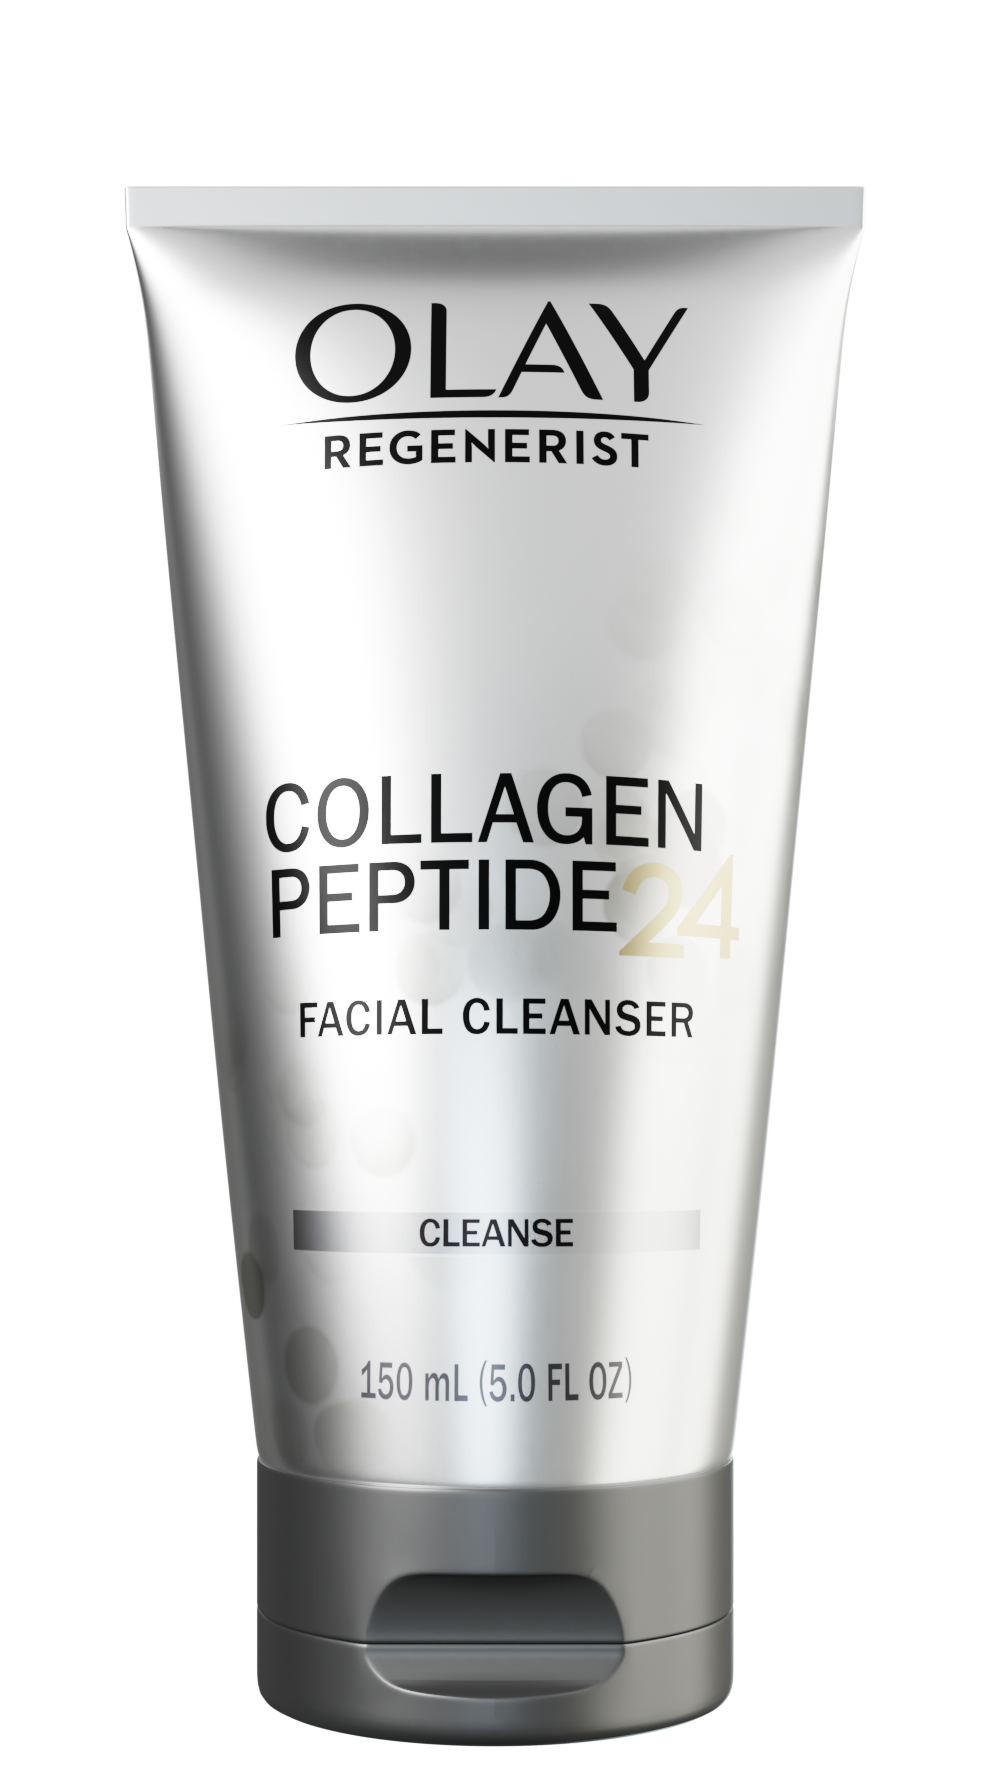 OLAY
REGENERIST
COLLAGEN
PEPTIDE24
FACIAL CLEANSER
CLEANSE
150 mL (5.0 FL OZ)